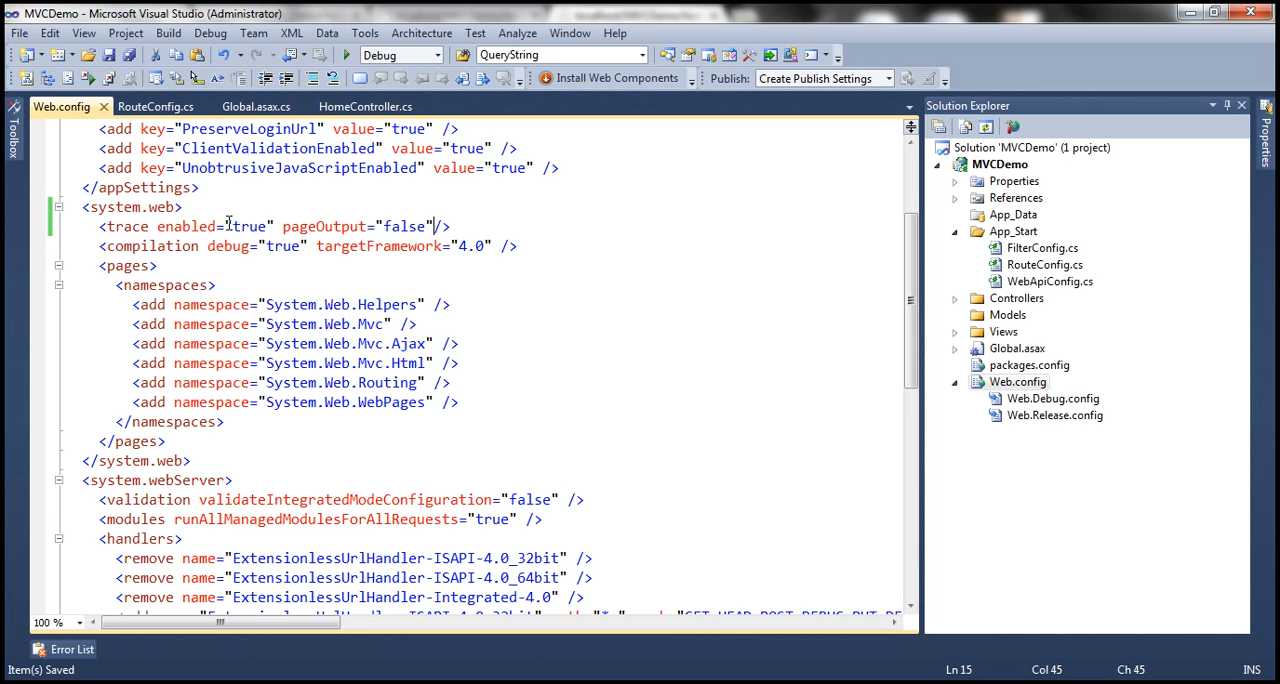 MVCDemo - Microsoft Visual Studio (Administrator)
File Edit View Project Build Debug Team XML Data Tools Architecture Test Analyze Window Help
Debug QueryString
Install Web Components Publish: Create Publish Settings
Web.config RouteConfig.cs Global.asax.cs HomeController.cs
Toolbox
<add key="PreserveLoginUrl" value="true" />
<add key="ClientValidationEnabled" value="true" />
<add key="UnobtrusiveJavaScriptEnabled" value="true" />
</appSettings>
<system.web>
<trace enabled="true" pageOutput="false"/>
<compilation debug="true" targetFramework="4.0" />
<pages>
<namespaces>
<add namespace="System.Web.Helpers" />
<add namespace="System.Web.Mvc" />
<add namespace="System.Web.Mvc.Ajax" />
<add namespace="System.Web.Mvc.Html" />
<add namespace="System.Web.Routing" />
<add namespace="System.Web.WebPages" />
</namespaces>
</pages>
</system.web>
<system.webServer>
<validation validateIntegratedModeConfiguration="false" />
<modules runAllManagedModulesForAllRequests="true" />
<handlers>
<remove name="ExtensionlessUrlHandler-ISAPI-4.0_32bit" />
<remove name="ExtensionlessUrlHandler-ISAPI-4.0_64bit" />
<remove name="ExtensionlessUrlHandler-Integrated-4.0" />
100 %
Solution Explorer
Solution 'MVCDemo' (1 project)
MVCDemo
Properties
References
App_Data
App_Start
FilterConfig.cs
RouteConfig.cs
WebApiConfig.cs
Controllers
Models
Views
Global.asax
packages.config
Web.config
Web.Debug.config
Web.Release.config
Properties
Error List
Item(s) Saved Ln 15 Col 45 Ch 45 INS